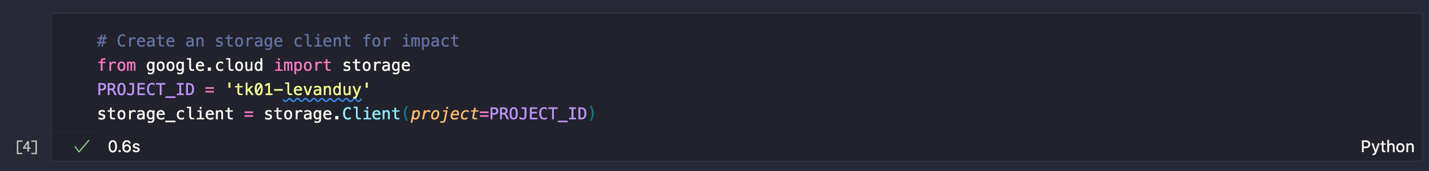 # Create an storage client for impact
from google.cloud import storage
PROJECT_ID = 'tk01-levanduy'
storage_client = storage.Client(project=PROJECT_ID)
[4] ✓ 0.6s Python